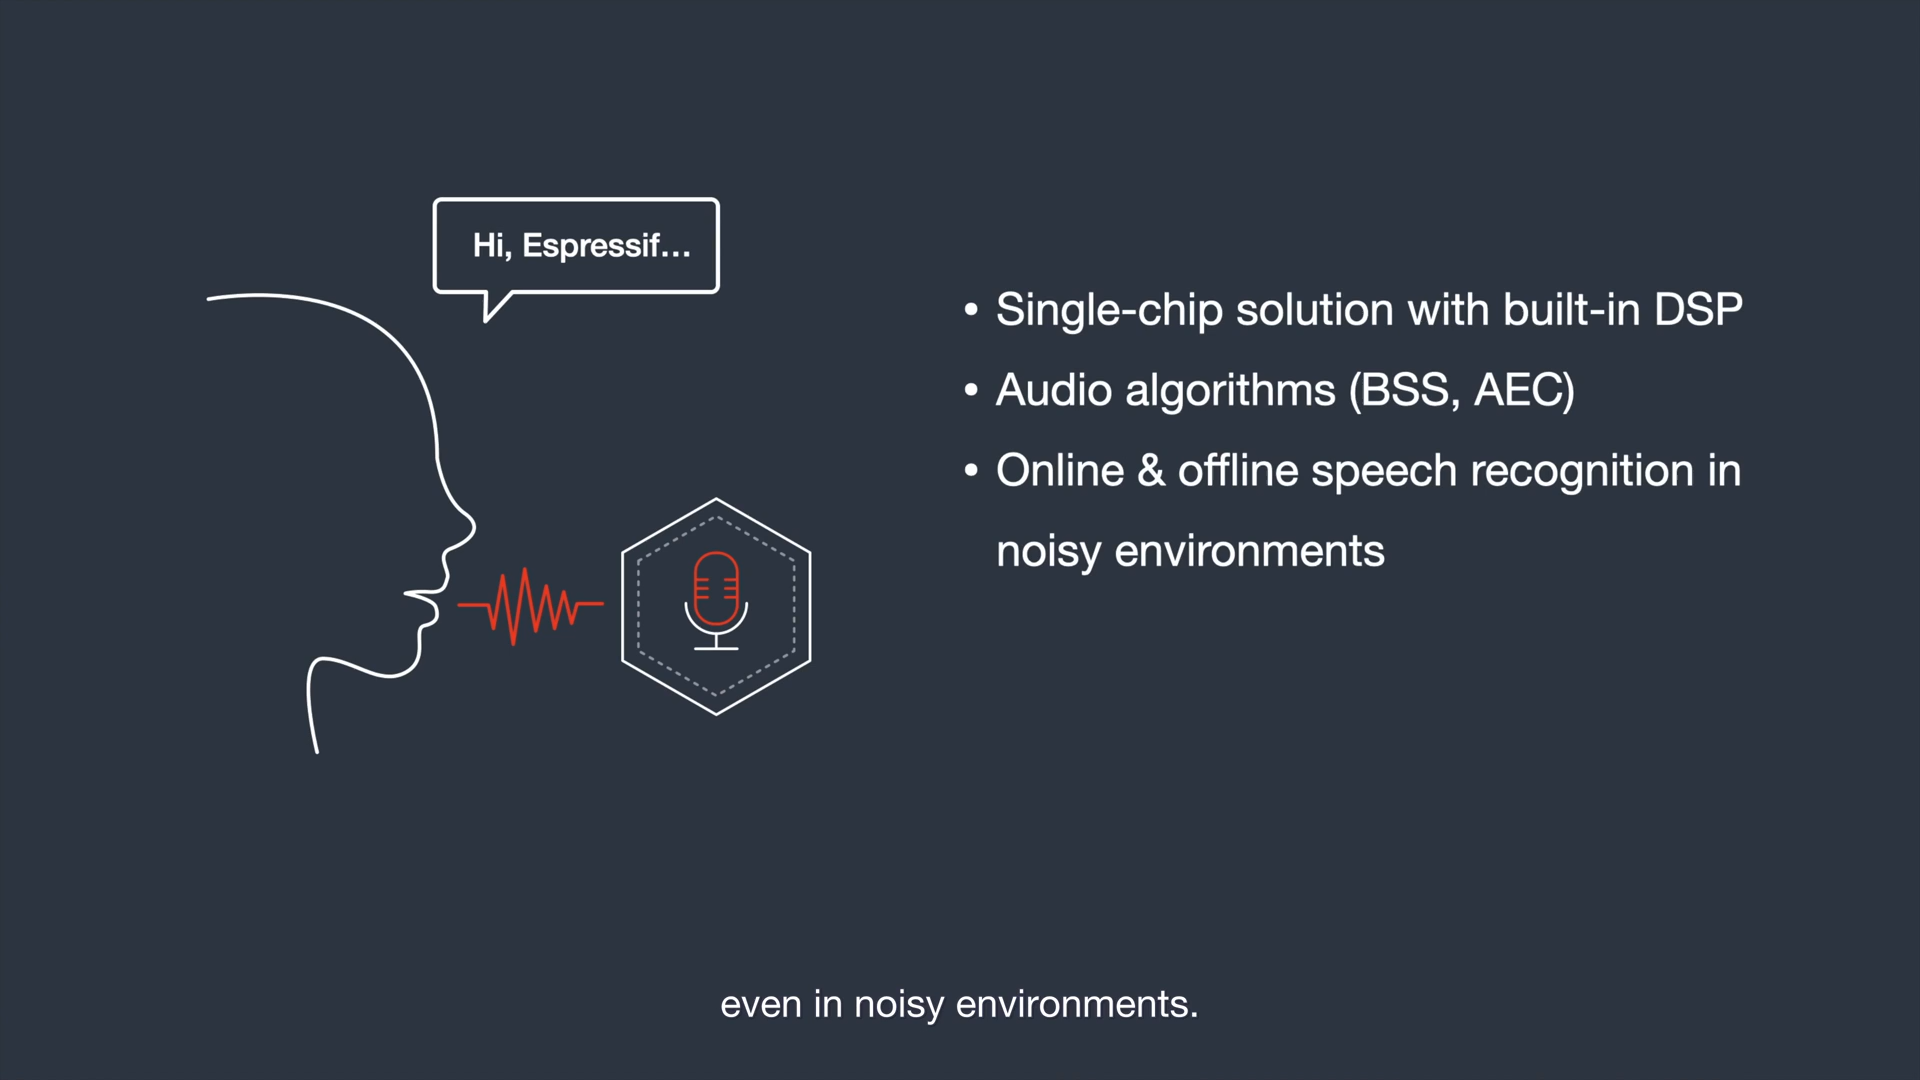 Hi, Espressif...
• Single-chip solution with built-in DSP
• Audio algorithms (BSS, AEC)
• Online & offline speech recognition in
noisy environments
even in noisy environments.